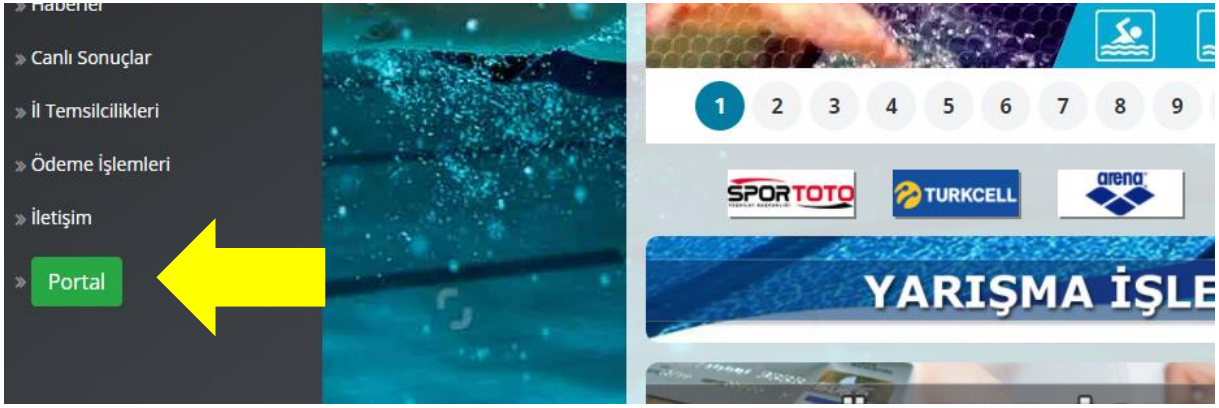 » Haberler
» Canlı Sonuçlar
» İl Temsilcilikleri
» Ödeme İşlemleri
» İletişim
» Portal
1 2 3 4 5 6 7 8 9
SPORTOTO
TURKCELL
arena
YARIŞMA İŞLE